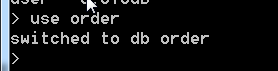 > use order
switched to db order
>